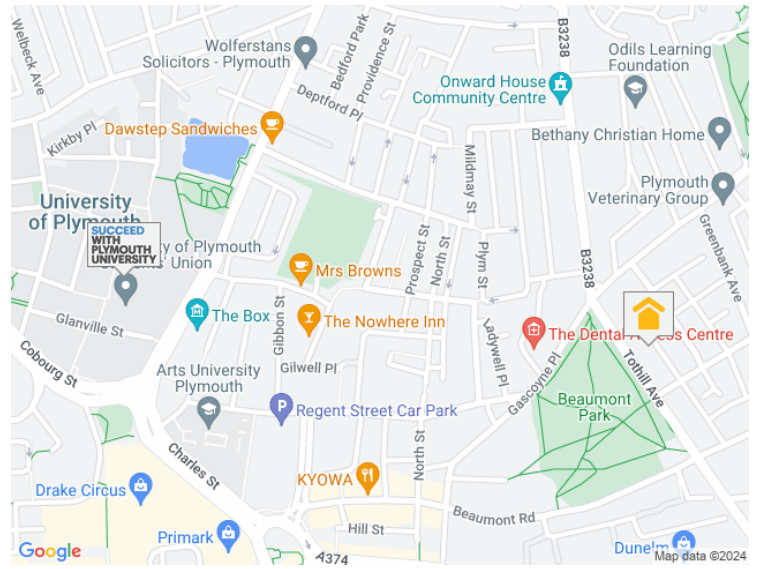 Welbeck Ave
Wolferstans
Solicitors - Plymouth
Bedford Park
Providence St
B3238
Odils Learning
Foundation
Deptford Pl
Onward House
Community Centre
Kirkby Pl
Dawstep Sandwiches
Bethany Christian Home
Mildmay St
Plymouth
Veterinary Group
University
of Plymouth
SUCCEED
WITH
PLYMOUTH
UNIVERSITY
ty of Plymouth
' Union
Prospect St
North St
Plym St
B3238
Greenbank Ave
Mrs Browns
Glanville St
The Box
Gibbon St
The Nowhere Inn
Ladywell Pl
The Dental Access Centre
Cobourg St
Gilwell Pl
Arts University
Plymouth
Gascoyne Pl
Tothill Ave
Beaumont
Park
P
Regent Street Car Park
Charles St
North St
KYOWA
Drake Circus
Primark
Hill St
Beaumont Rd
A374
Dunelm
Google
Map data ©2024